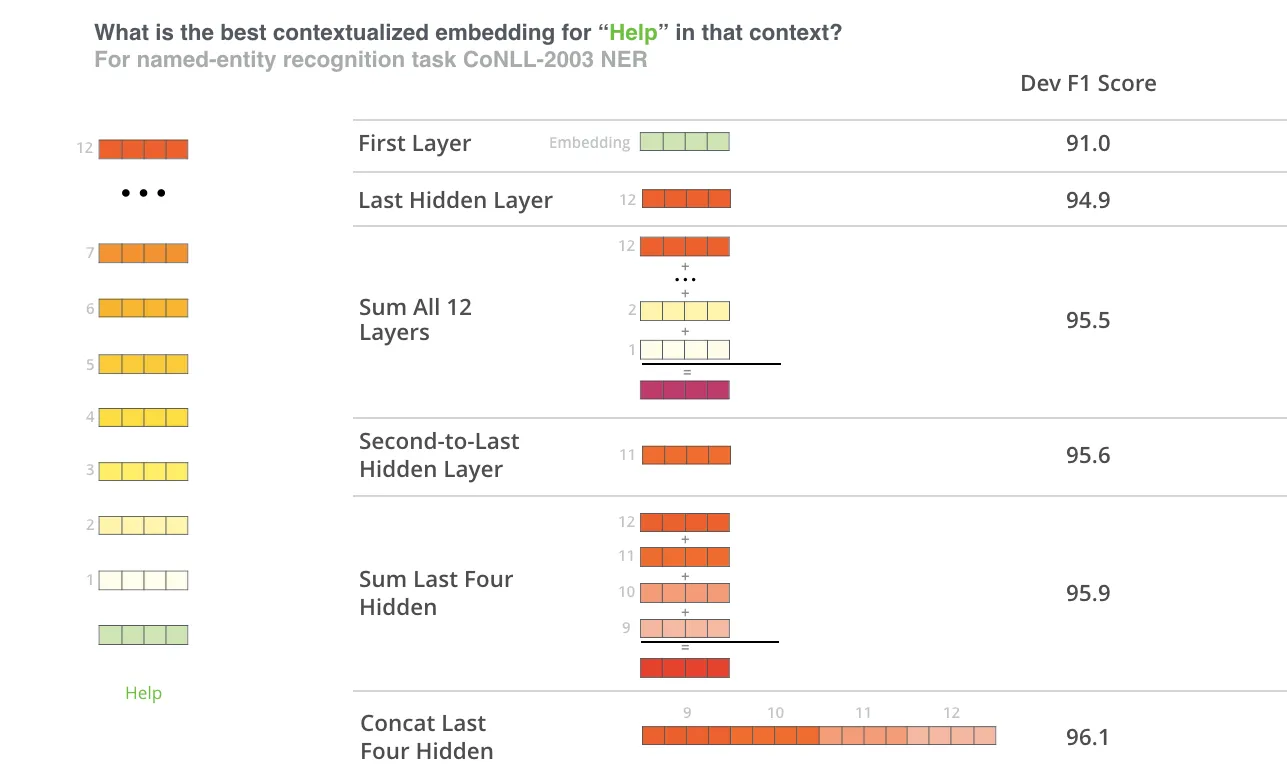 What is the best contextualized embedding for “Help” in that context?
For named-entity recognition task CoNLL-2003 NER
Dev F1 Score
12
• • •
7
6
5
4
3
2
1
Help
First Layer Embedding 91.0
Last Hidden Layer 12 94.9
12
+
...
+
Sum All 12
Layers
2
+
1
=
95.5
Second-to-Last
Hidden Layer
11
95.6
12
+
11
+
Sum Last Four
Hidden
10
+
9
=
95.9
9 10 11 12
Concat Last
Four Hidden
96.1